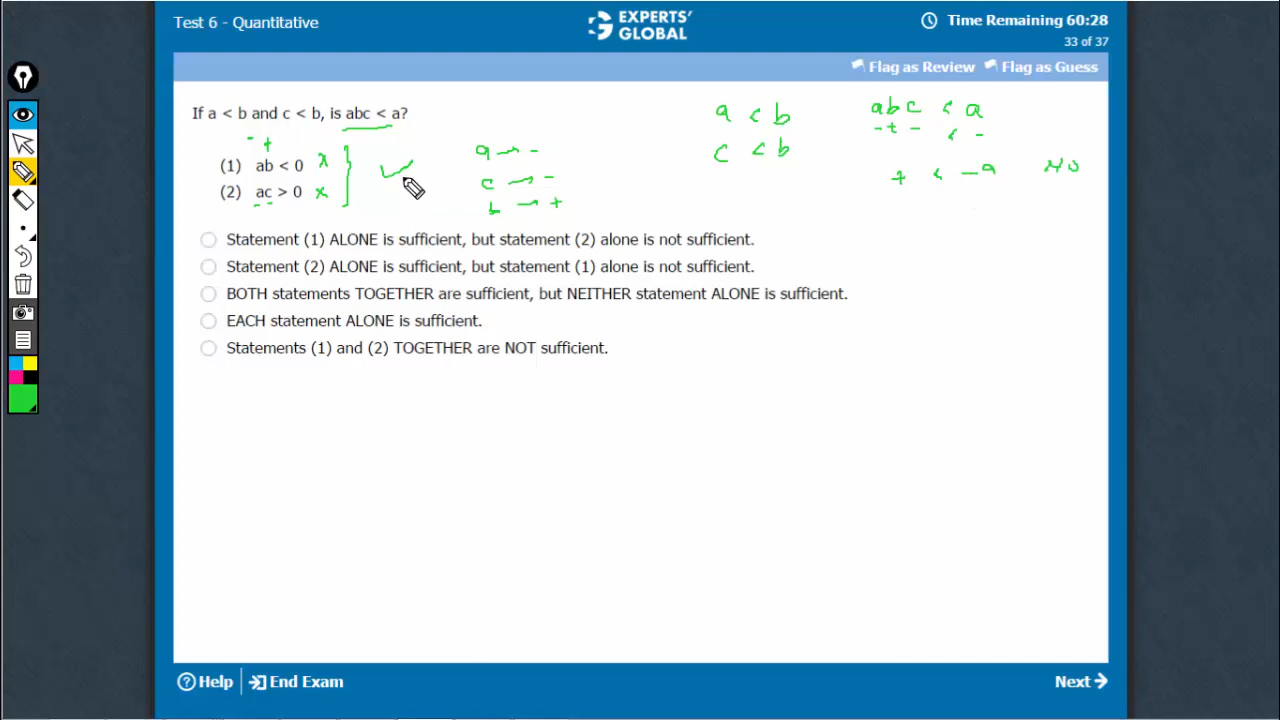 Test 6 - Quantitative
EXPERTS'
GLOBAL
Time Remaining 60:28
33 of 37
Flag as Review
Flag as Guess
If a < b and c < b, is abc < a?
- +
(1) ab < 0 x
(2) ac > 0 x
- -
a → -
c → -
b → +
a < b
c < b
abc < a
- + - < -
+ < -a NO
Statement (1) ALONE is sufficient, but statement (2) alone is not sufficient.
Statement (2) ALONE is sufficient, but statement (1) alone is not sufficient.
BOTH statements TOGETHER are sufficient, but NEITHER statement ALONE is sufficient.
EACH statement ALONE is sufficient.
Statements (1) and (2) TOGETHER are NOT sufficient.
Help
End Exam
Next